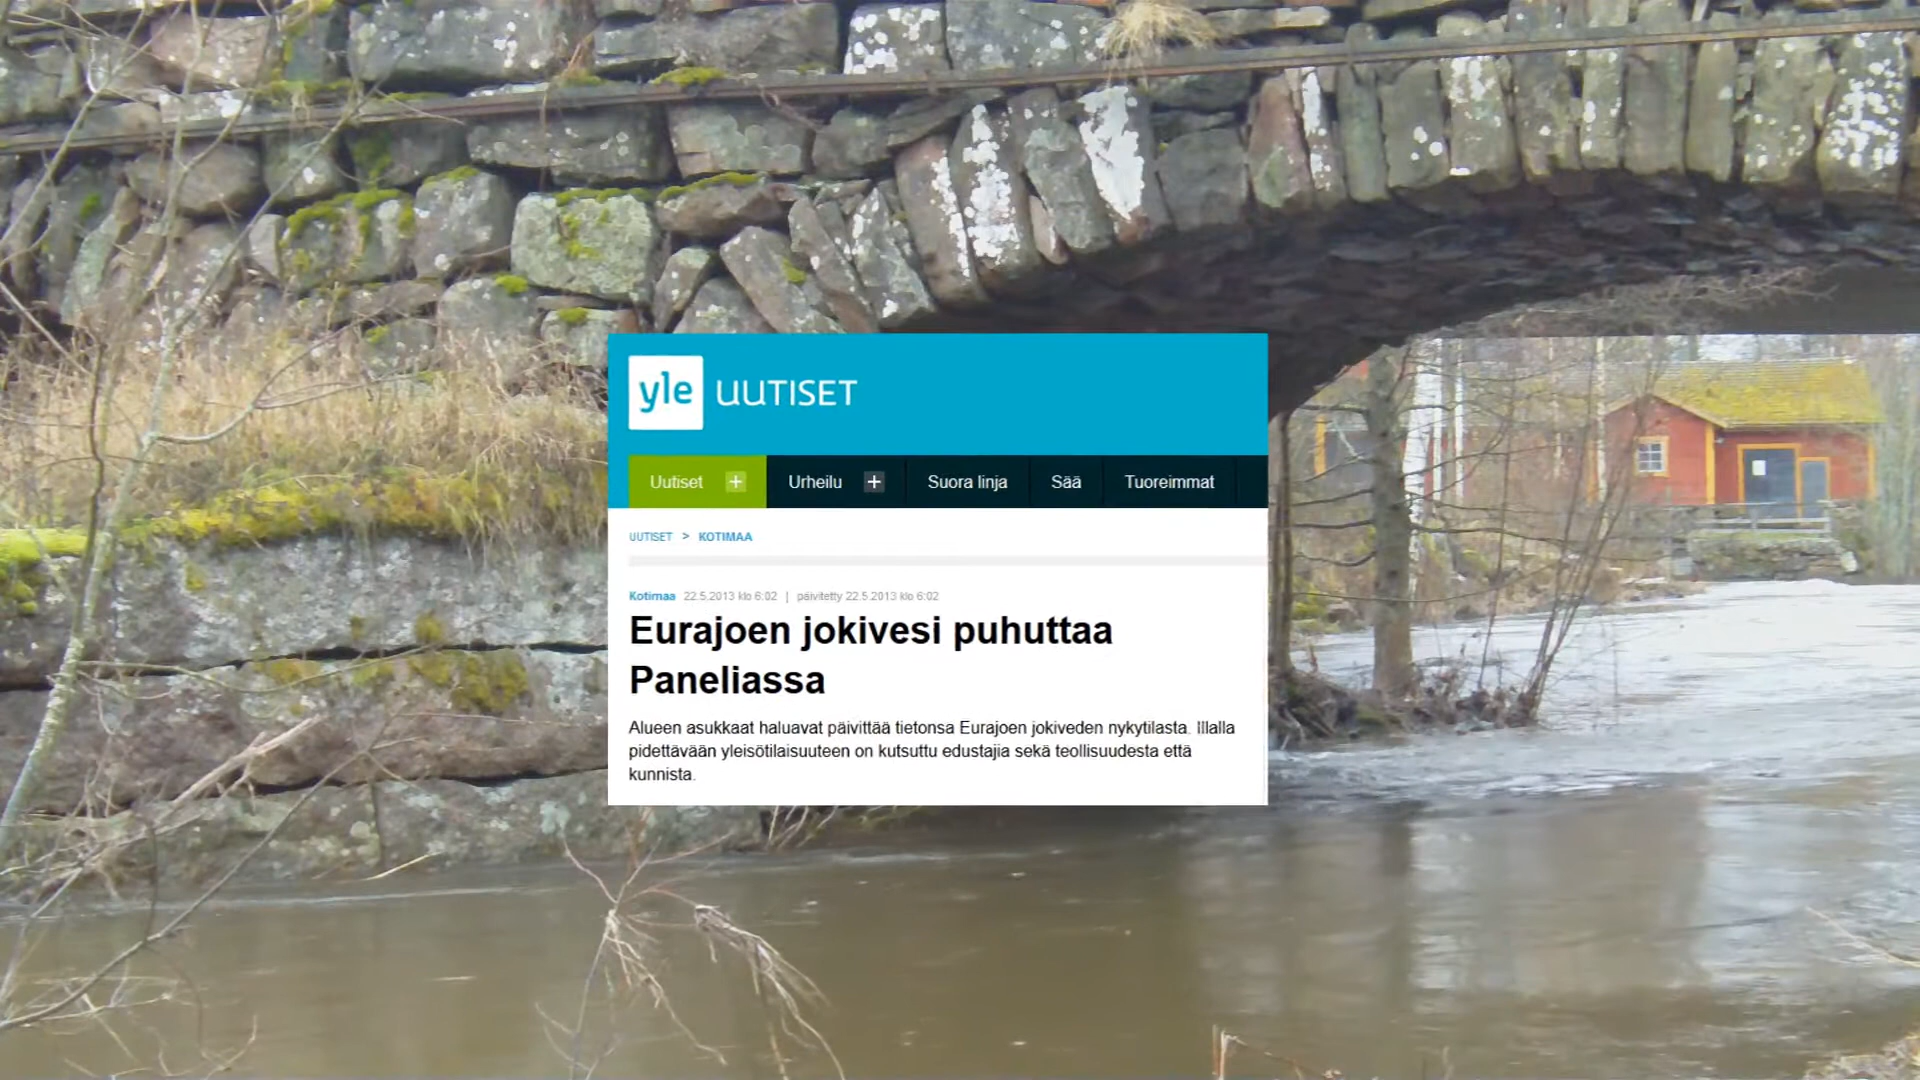 yle UUTISET
Uutiset + Urheilu + Suora linja Sää Tuoreimmat
UUTISET > KOTIMAA
Kotimaa 22.5.2013 klo 6:02 | päivitetty 22.5.2013 klo 6:02
Eurajoen jokivesi puhuttaa
Paneliassa
Alueen asukkaat haluavat päivittää tietonsa Eurajoen jokiveden nykytilasta. Illalla
pidettävään yleisötilaisuuteen on kutsuttu edustajia sekä teollisuudesta että
kunnista.